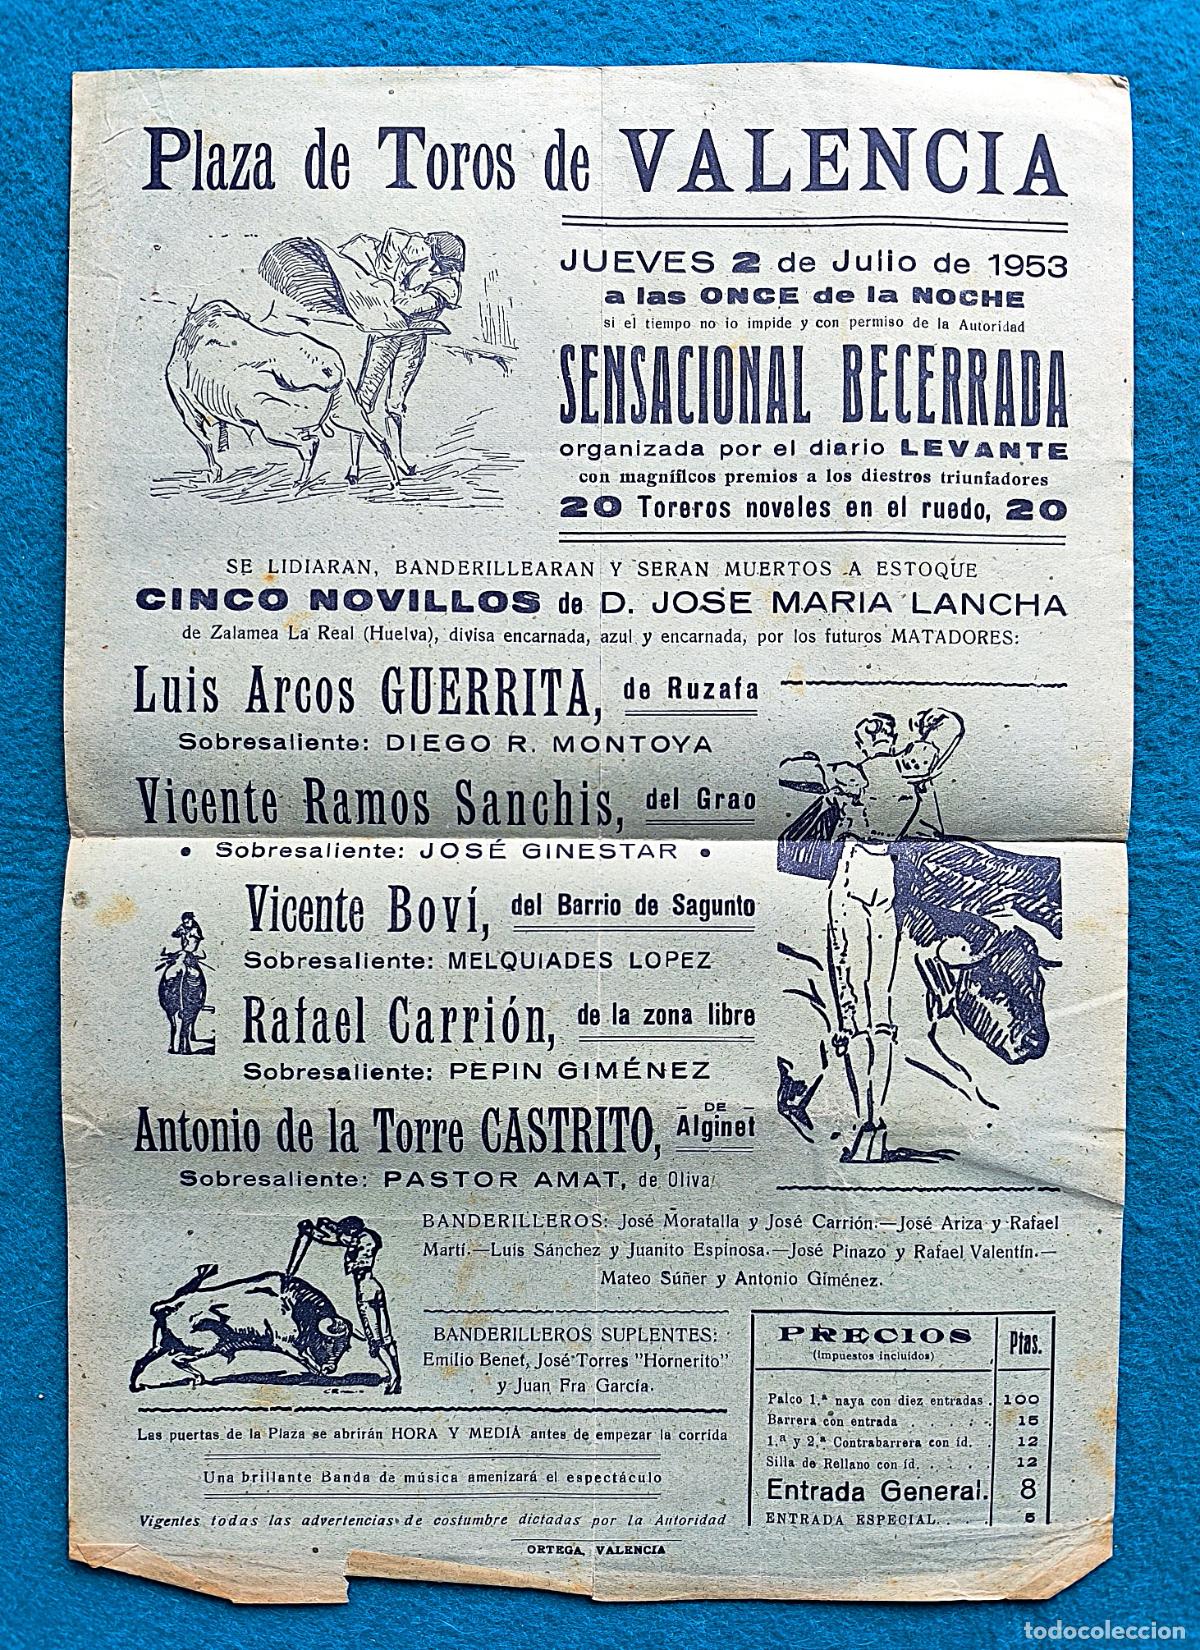 Plaza de Toros de VALENCIA
JUEVES 2 de Julio de 1953
a las ONCE de la NOCHE
si el tiempo no lo impide y con permiso de la Autoridad
SENSACIONAL BECERRADA
organizada por el diario LEVANTE
con magníficos premios a los diestros triunfadores
20 Toreros noveles en el ruedo, 20
SE LIDIARAN, BANDERILLEARAN Y SERAN MUERTOS A ESTOQUE
CINCO NOVILLOS de D. JOSE MARIA LANCHA
de Zalamea La Real (Huelva), divisa encarnada, azul y encarnada, por los futuros MATADORES:
Luis Arcos GUERRITA, de Ruzafa
Sobresaliente: DIEGO R. MONTOYA
Vicente Ramos Sanchis, del Grao
• Sobresaliente: JOSÉ GINESTAR •
Vicente Boví, del Barrio de Sagunto
Sobresaliente: MELQUIADES LOPEZ
Rafael Carrión, de la zona libre
Sobresaliente: PEPIN GIMÉNEZ
Antonio de la Torre CASTRITO, - DE - Alginet
Sobresaliente: PASTOR AMAT, de Oliva
BANDERILLEROS: José Moratalla y José Carrión.—José Ariza y Rafael
Martí.—Luis Sánchez y Juanito Espinosa.—José Pinazo y Rafael Valentín.—
Mateo Súñer y Antonio Giménez.
BANDERILLEROS SUPLENTES:
Emilio Benet, José Torres "Hornerito"
y Juan Fra García.
Las puertas de la Plaza se abrirán HORA Y MEDIA antes de empezar la corrida
Una brillante Banda de música amenizará el espectáculo
Vigentes todas las advertencias de costumbre dictadas por la Autoridad
PRECIOS Ptas.
(impuestos incluidos)
Palco 1.ª naya con diez entradas . 100
Barrera con entrada . . . . . 15
1.ª y 2.ª Contrabarrera con íd. . 12
Silla de Rellano con íd. . . . . . 12
Entrada General. 8
ENTRADA ESPECIAL. . . . 5
ORTEGA, VALENCIA
todocoleccion